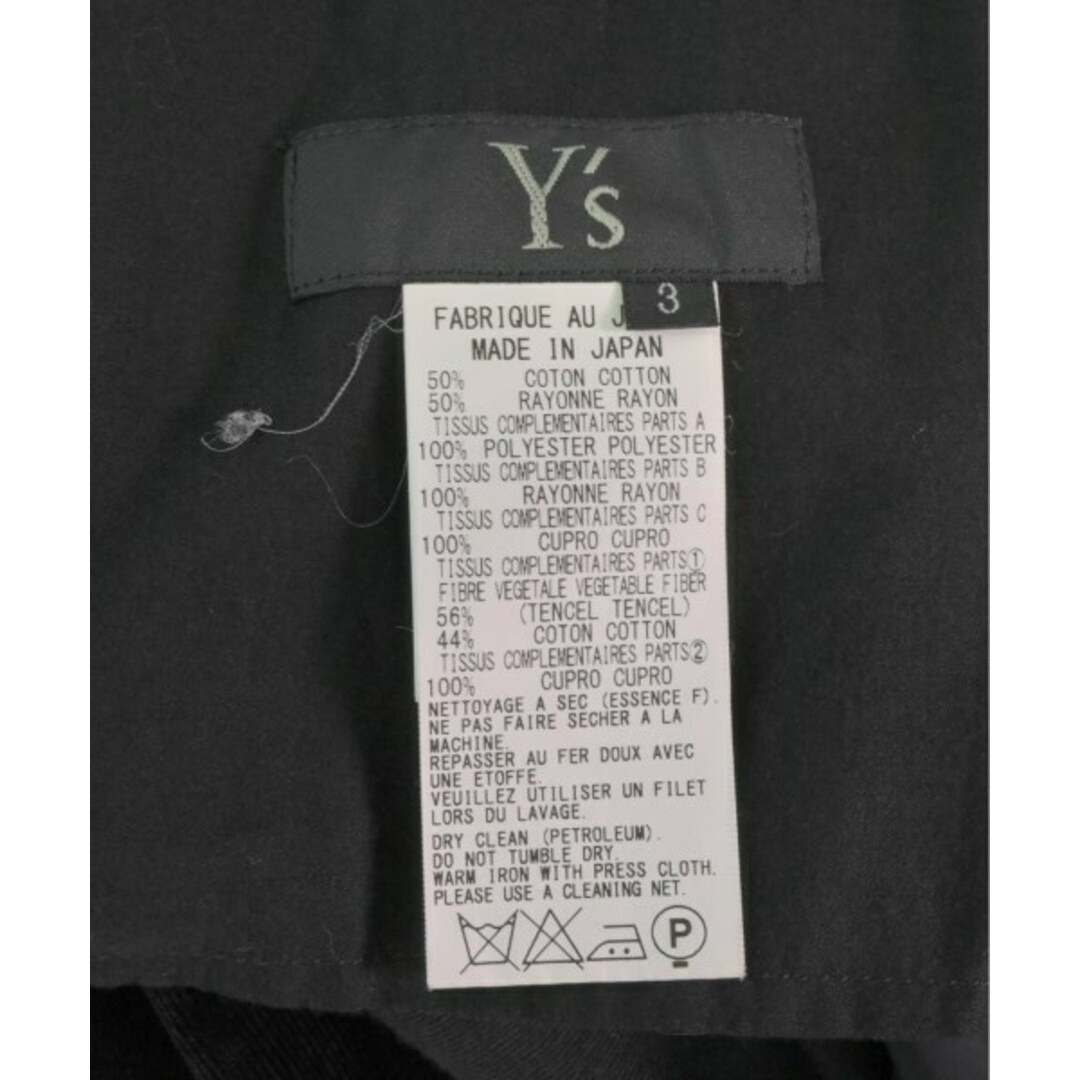 Y's
3
FABRIQUE AU J
MADE IN JAPAN
50% COTON COTTON
50% RAYONNE RAYON
TISSUS COMPLEMENTAIRES PARTS A
100% POLYESTER POLYESTER
TISSUS COMPLEMENTAIRES PARTS B
100% RAYONNE RAYON
TISSUS COMPLEMENTAIRES PARTS C
100% CUPRO CUPRO
TISSUS COMPLEMENTAIRES PARTS①
FIBRE VEGETALE VEGETABLE FIBER
56% (TENCEL TENCEL)
44% COTON COTTON
TISSUS COMPLEMENTAIRES PARTS②
100% CUPRO CUPRO
NETTOYAGE A SEC (ESSENCE F).
NE PAS FAIRE SECHER A LA
MACHINE.
REPASSER AU FER DOUX AVEC
UNE ETOFFE.
VEUILLEZ UTILISER UN FILET
LORS DU LAVAGE.
DRY CLEAN (PETROLEUM).
DO NOT TUMBLE DRY.
WARM IRON WITH PRESS CLOTH.
PLEASE USE A CLEANING NET.
P